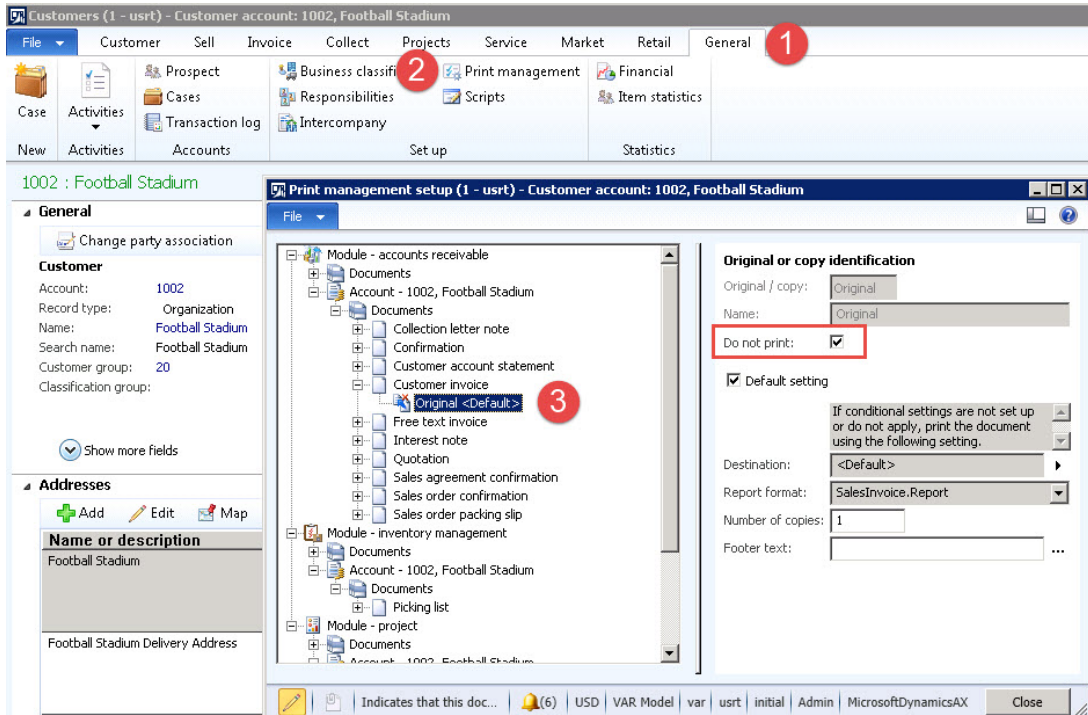 Customers (1 - usrt) - Customer account: 1002, Football Stadium
File Customer Sell Invoice Collect Projects Service Market Retail General 1
Case
New
Activities
Activities
Prospect
Cases
Transaction log
Accounts
Business classifi 2
Responsibilities
Intercompany
Print management
Scripts
Set up
Financial
Item statistics
Statistics
1002 : Football Stadium
General
Change party association
Customer
Account: 1002
Record type: Organization
Name: Football Stadium
Search name: Football Stadium
Customer group: 20
Classification group:
Show more fields
Addresses
Add Edit Map
Name or description
Football Stadium
Football Stadium Delivery Address
Print management setup (1 - usrt) - Customer account: 1002, Football Stadium
File
Module - accounts receivable
Documents
Account - 1002, Football Stadium
Documents
Collection letter note
Confirmation
Customer account statement
Customer invoice
Original <Default> 3
Free text invoice
Interest note
Quotation
Sales agreement confirmation
Sales order confirmation
Sales order packing slip
Module - inventory management
Documents
Account - 1002, Football Stadium
Documents
Picking list
Module - project
Documents
Account - 1002, Football Stadium
Original or copy identification
Original / copy: Original
Name: Original
Do not print:
Default setting
If conditional settings are not set up
or do not apply, print the document
using the following setting.
Destination: <Default>
Report format: SalesInvoice.Report
Number of copies: 1
Footer text: ...
Indicates that this doc... (6) USD VAR Model var usrt initial Admin MicrosoftDynamicsAX Close